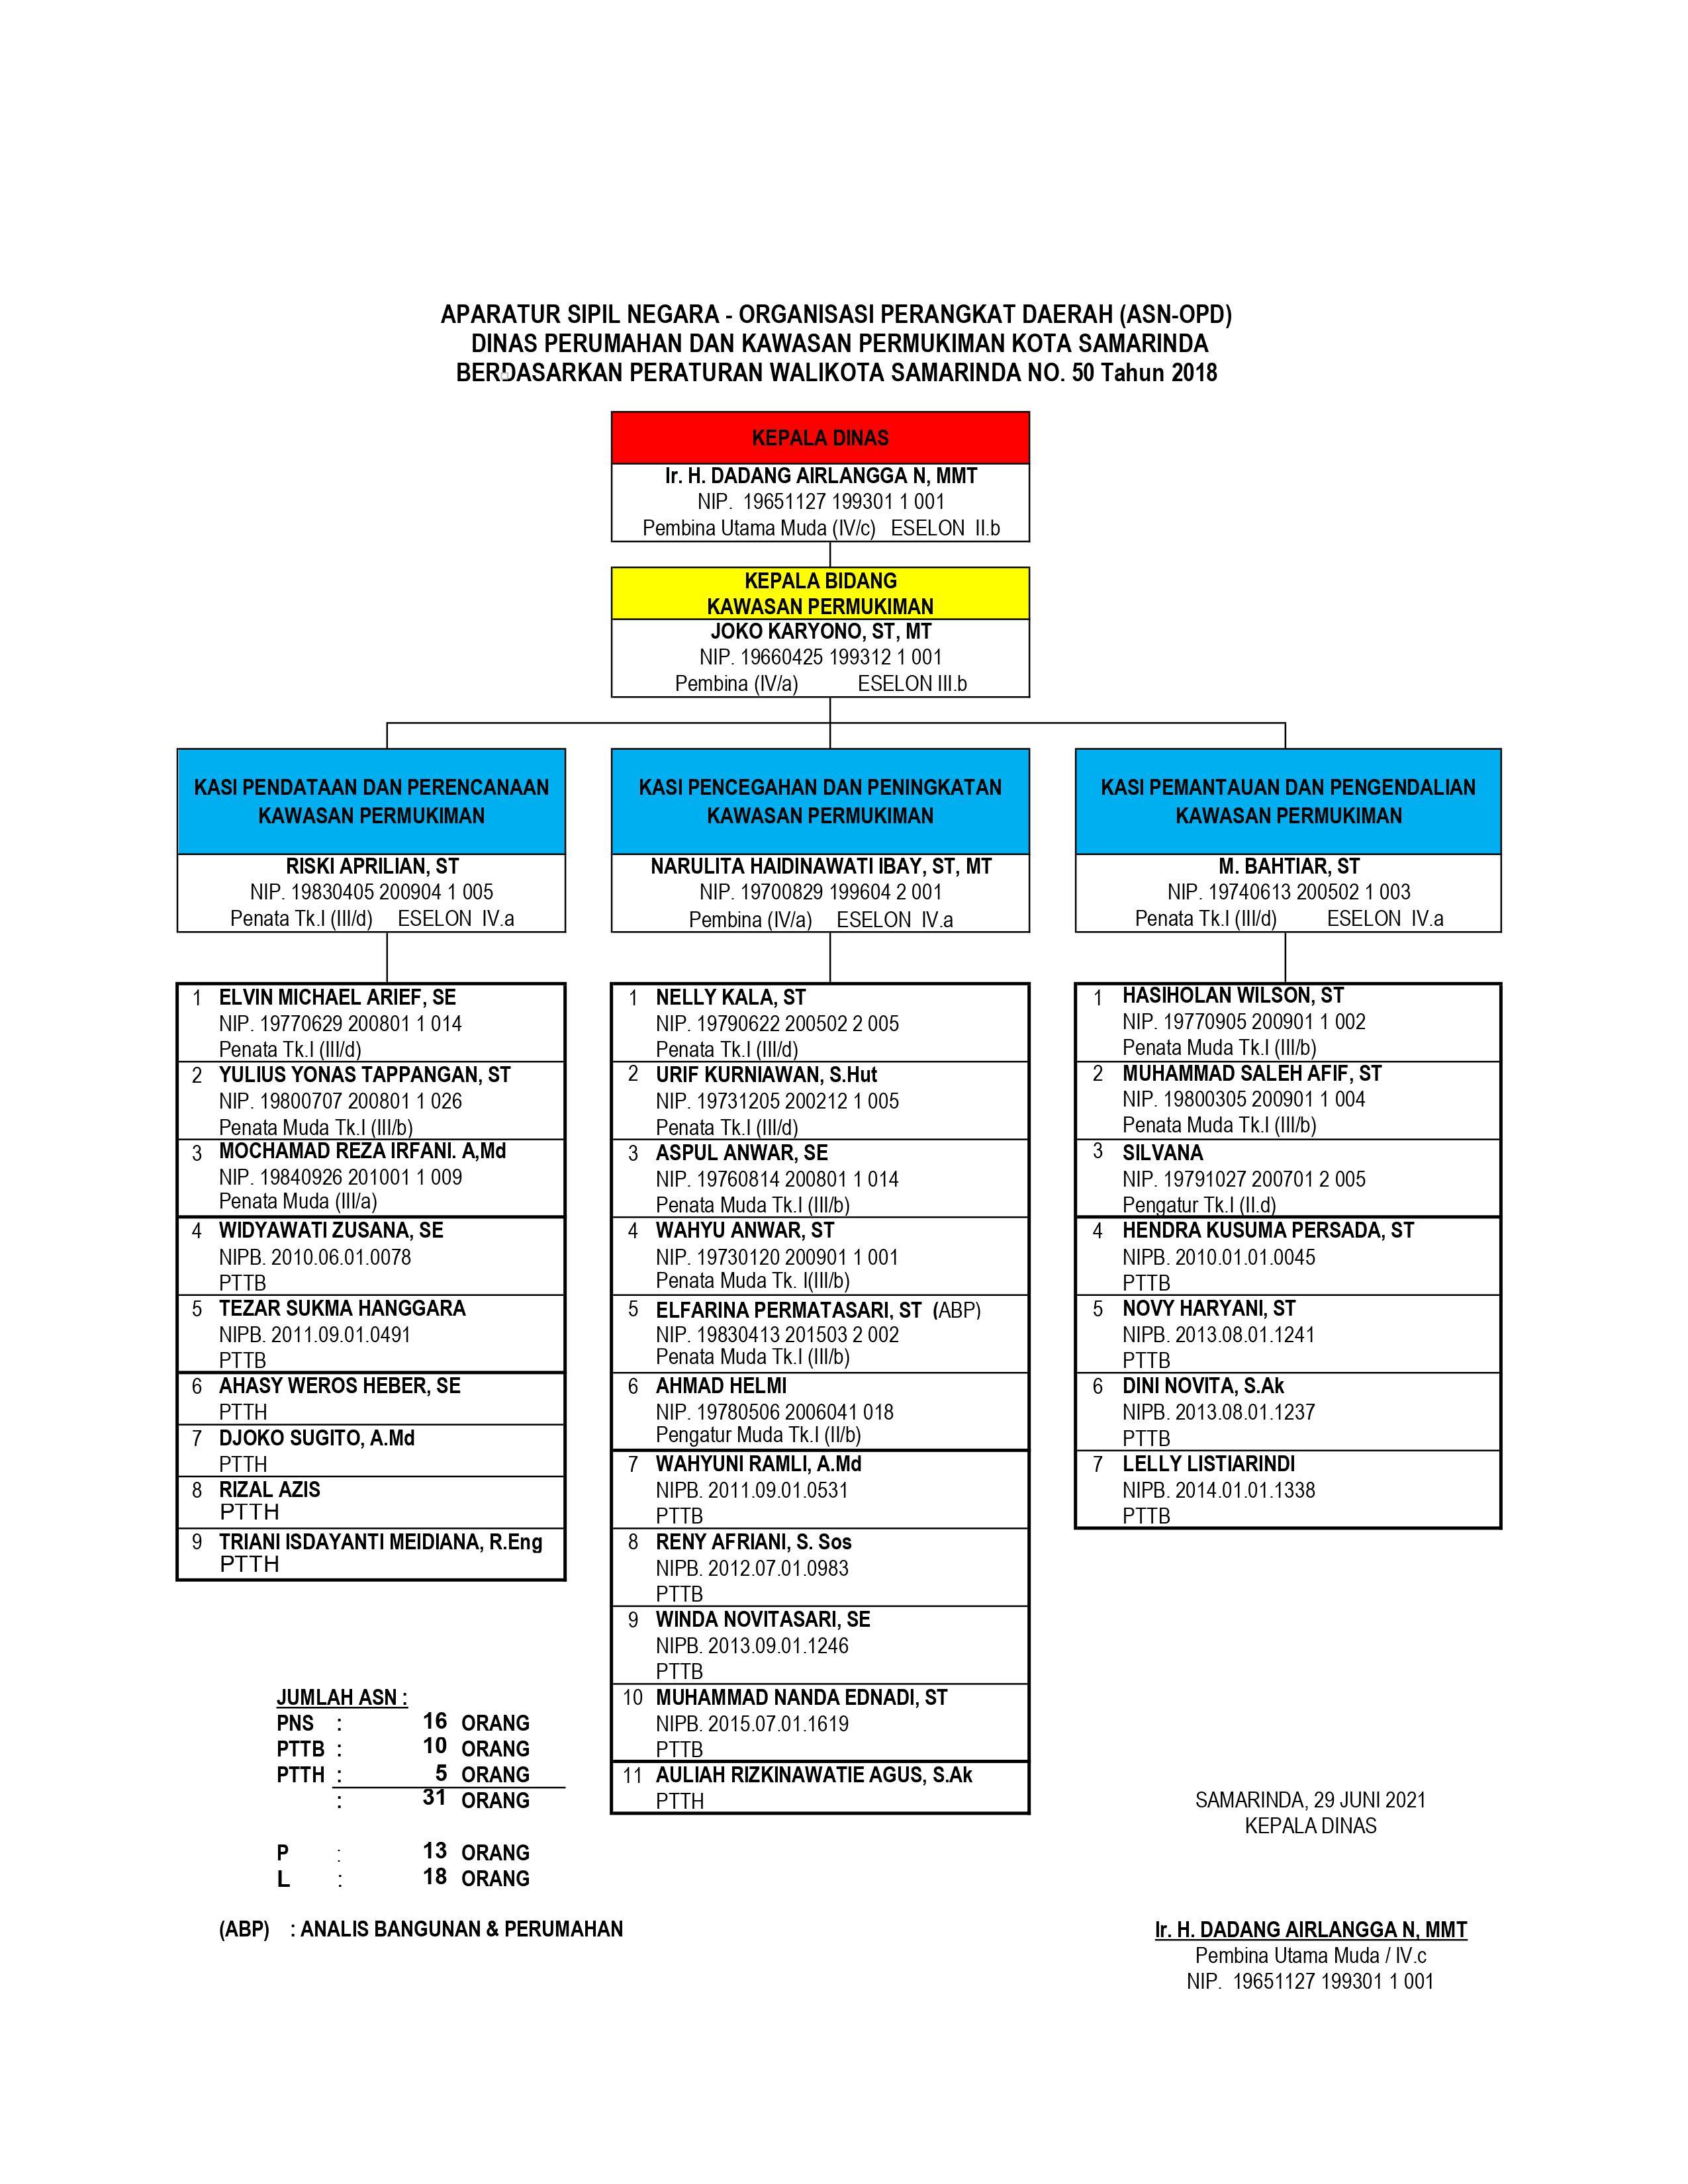 APARATUR SIPIL NEGARA - ORGANISASI PERANGKAT DAERAH (ASN-OPD)
DINAS PERUMAHAN DAN KAWASAN PERMUKIMAN KOTA SAMARINDA
BERDASARKAN PERATURAN WALIKOTA SAMARINDA NO. 50 Tahun 2018
KEPALA DINAS
Ir. H. DADANG AIRLANGGA N, MMT
NIP. 19651127 199301 1 001
Pembina Utama Muda (IV/c) ESELON II.b
KEPALA BIDANG
KAWASAN PERMUKIMAN
JOKO KARYONO, ST, MT
NIP. 19660425 199312 1 001
Pembina (IV/a) ESELON III.b
KASI PENDATAAN DAN PERENCANAAN
KAWASAN PERMUKIMAN
RISKI APRILIAN, ST
NIP. 19830405 200904 1 005
Penata Tk.I (III/d) ESELON IV.a
1 ELVIN MICHAEL ARIEF, SE
NIP. 19770629 200801 1 014
Penata Tk.I (III/d)
2 YULIUS YONAS TAPPANGAN, ST
NIP. 19800707 200801 1 026
Penata Muda Tk.I (III/b)
3 MOCHAMAD REZA IRFANI. A,Md
NIP. 19840926 201001 1 009
Penata Muda (III/a)
4 WIDYAWATI ZUSANA, SE
NIPB. 2010.06.01.0078
PTTB
5 TEZAR SUKMA HANGGARA
NIPB. 2011.09.01.0491
PTTB
6 AHASY WEROS HEBER, SE
PTTH
7 DJOKO SUGITO, A.Md
PTTH
8 RIZAL AZIS
PTTH
9 TRIANI ISDAYANTI MEIDIANA, R.Eng
PTTH
KASI PENCEGAHAN DAN PENINGKATAN
KAWASAN PERMUKIMAN
NARULITA HAIDINAWATI IBAY, ST, MT
NIP. 19700829 199604 2 001
Pembina (IV/a) ESELON IV.a
1 NELLY KALA, ST
NIP. 19790622 200502 2 005
Penata Tk.I (III/d)
2 URIF KURNIAWAN, S.Hut
NIP. 19731205 200212 1 005
Penata Tk.I (III/d)
3 ASPUL ANWAR, SE
NIP. 19760814 200801 1 014
Penata Muda Tk.I (III/b)
4 WAHYU ANWAR, ST
NIP. 19730120 200901 1 001
Penata Muda Tk. I(III/b)
5 ELFARINA PERMATASARI, ST (ABP)
NIP. 19830413 201503 2 002
Penata Muda Tk.I (III/b)
6 AHMAD HELMI
NIP. 19780506 2006041 018
Pengatur Muda Tk.I (II/b)
7 WAHYUNI RAMLI, A.Md
NIPB. 2011.09.01.0531
PTTB
8 RENY AFRIANI, S. Sos
NIPB. 2012.07.01.0983
PTTB
9 WINDA NOVITASARI, SE
NIPB. 2013.09.01.1246
PTTB
10 MUHAMMAD NANDA EDNADI, ST
NIPB. 2015.07.01.1619
PTTB
11 AULIAH RIZKINAWATIE AGUS, S.Ak
PTTH
KASI PEMANTAUAN DAN PENGENDALIAN
KAWASAN PERMUKIMAN
M. BAHTIAR, ST
NIP. 19740613 200502 1 003
Penata Tk.I (III/d) ESELON IV.a
1 HASIHOLAN WILSON, ST
NIP. 19770905 200901 1 002
Penata Muda Tk.I (III/b)
2 MUHAMMAD SALEH AFIF, ST
NIP. 19800305 200901 1 004
Penata Muda Tk.I (III/b)
3 SILVANA
NIP. 19791027 200701 2 005
Pengatur Tk.I (II.d)
4 HENDRA KUSUMA PERSADA, ST
NIPB. 2010.01.01.0045
PTTB
5 NOVY HARYANI, ST
NIPB. 2013.08.01.1241
PTTB
6 DINI NOVITA, S.Ak
NIPB. 2013.08.01.1237
PTTB
7 LELLY LISTIARINDI
NIPB. 2014.01.01.1338
PTTB
JUMLAH ASN :
PNS : 16 ORANG
PTTB : 10 ORANG
PTTH : 5 ORANG
: 31 ORANG
P : 13 ORANG
L : 18 ORANG
(ABP) : ANALIS BANGUNAN & PERUMAHAN
SAMARINDA, 29 JUNI 2021
KEPALA DINAS
Ir. H. DADANG AIRLANGGA N, MMT
Pembina Utama Muda / IV.c
NIP. 19651127 199301 1 001